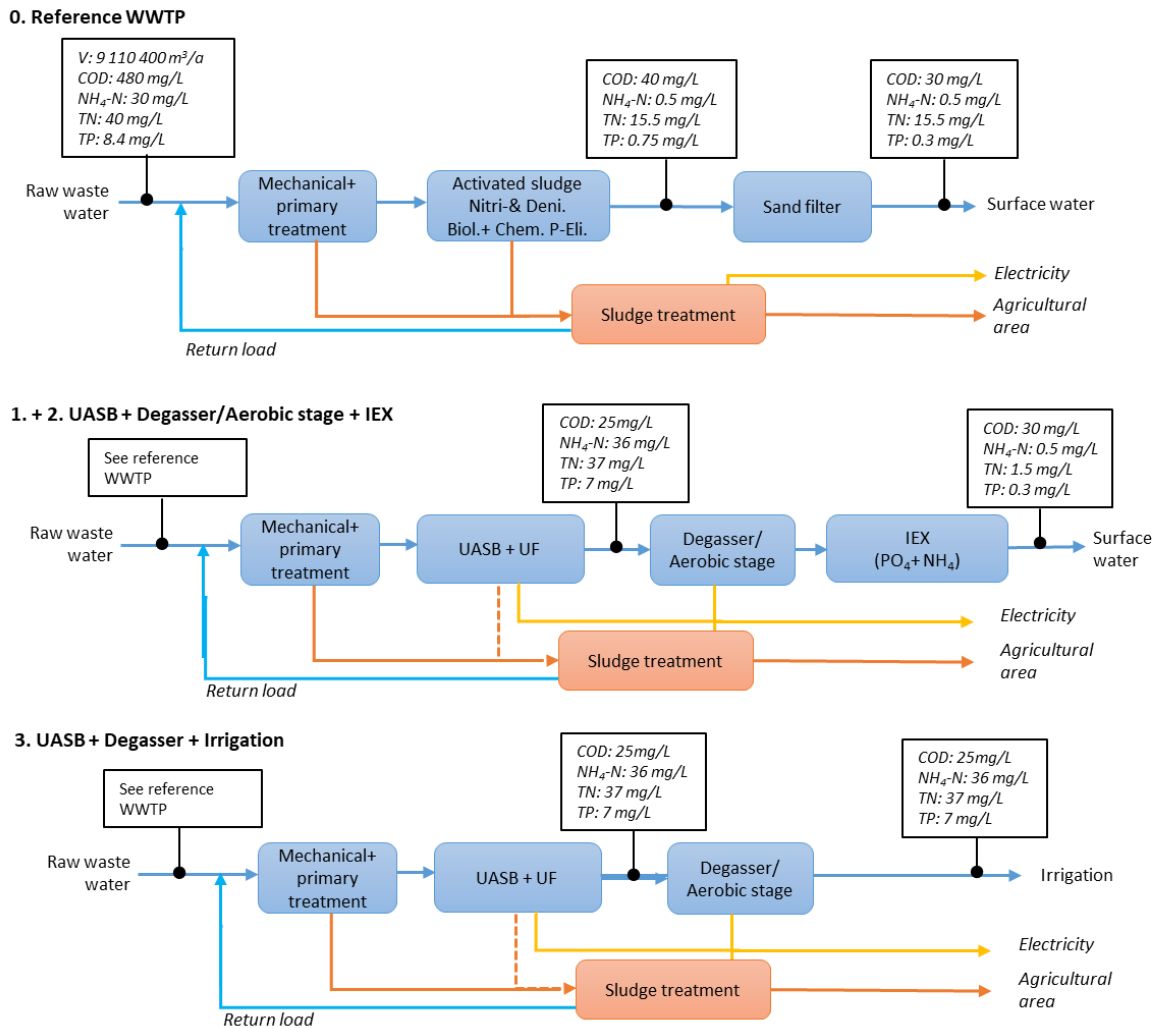 0. Reference WWTP
V: 9 110 400 m³/a
COD: 480 mg/L
NH₄-N: 30 mg/L
TN: 40 mg/L
TP: 8.4 mg/L
COD: 40 mg/L
NH₄-N: 0.5 mg/L
TN: 15.5 mg/L
TP: 0.75 mg/L
COD: 30 mg/L
NH₄-N: 0.5 mg/L
TN: 15.5 mg/L
TP: 0.3 mg/L
Raw waste
water
Mechanical+
primary
treatment
Activated sludge
Nitri-& Deni.
Biol.+ Chem. P-Eli.
Sand filter
Surface water
Electricity
Sludge treatment
Agricultural
area
Return load
1. + 2. UASB + Degasser/Aerobic stage + IEX
See reference
WWTP
COD: 25mg/L
NH₄-N: 36 mg/L
TN: 37 mg/L
TP: 7 mg/L
COD: 30 mg/L
NH₄-N: 0.5 mg/L
TN: 1.5 mg/L
TP: 0.3 mg/L
Raw waste
water
Mechanical+
primary
treatment
UASB + UF
Degasser/
Aerobic stage
IEX
(PO₄+ NH₄)
Surface
water
Electricity
Sludge treatment
Agricultural
area
Return load
3. UASB + Degasser + Irrigation
See reference
WWTP
COD: 25mg/L
NH₄-N: 36 mg/L
TN: 37 mg/L
TP: 7 mg/L
COD: 25mg/L
NH₄-N: 36 mg/L
TN: 37 mg/L
TP: 7 mg/L
Raw waste
water
Mechanical+
primary
treatment
UASB + UF
Degasser/
Aerobic stage
Irrigation
Electricity
Sludge treatment
Agricultural
area
Return load